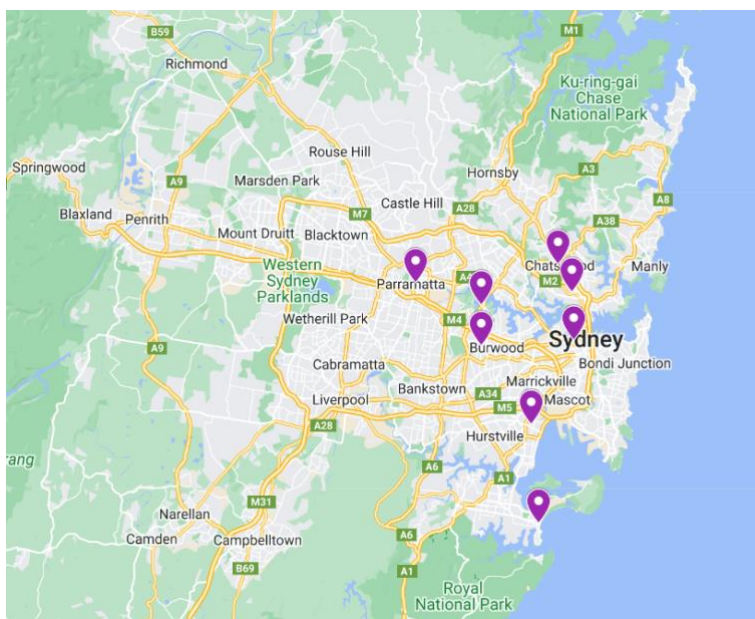 B59
M1
Richmond
Ku-ring-gai
Chase
National Park
Rouse Hill
Springwood
Hornsby
A3
A9
Marsden Park
Castle Hill
A8
Blaxland
Penrith
A28
A38
M7
Mount Druitt
Blacktown
Chatswood
Manly
Western
Sydney
Parklands
Parramatta
A4
M2
Wetherill Park
M4
Sydney
A9
Burwood
Bondi Junction
Cabramatta
Marrickville
Bankstown
A34
Mascot
Liverpool
M5
A28
Hurstville
rang
A6
A1
M31
Narellan
Camden
Campbelltown
A6
B69
A1
Royal
National Park